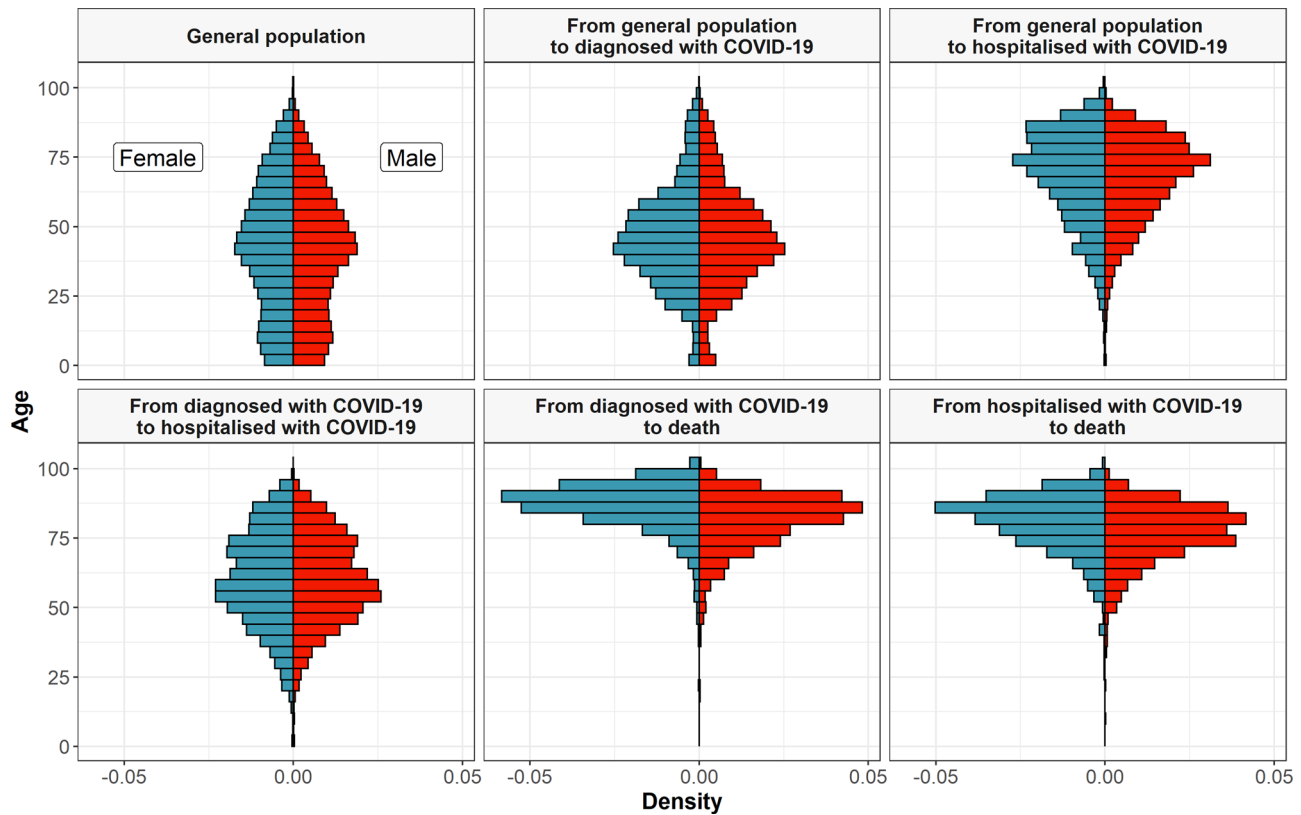 General population
From general population
to diagnosed with COVID-19
From general population
to hospitalised with COVID-19
100
75
50
25
0
Female
Male
-0.05
0.00
0.05
From diagnosed with COVID-19
to hospitalised with COVID-19
From diagnosed with COVID-19
to death
From hospitalised with COVID-19
to death
100
75
50
25
0
-0.05
0.00
0.05
-0.05
0.00
0.05
Age
Density